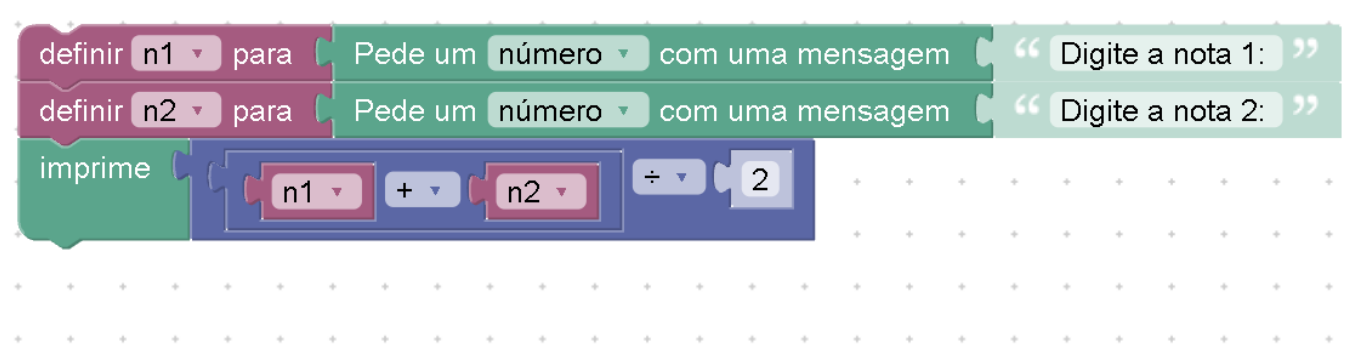 definir n1 para Pede um número com uma mensagem “ Digite a nota 1: ”
definir n2 para Pede um número com uma mensagem “ Digite a nota 2: ”
imprime n1 + n2 ÷ 2